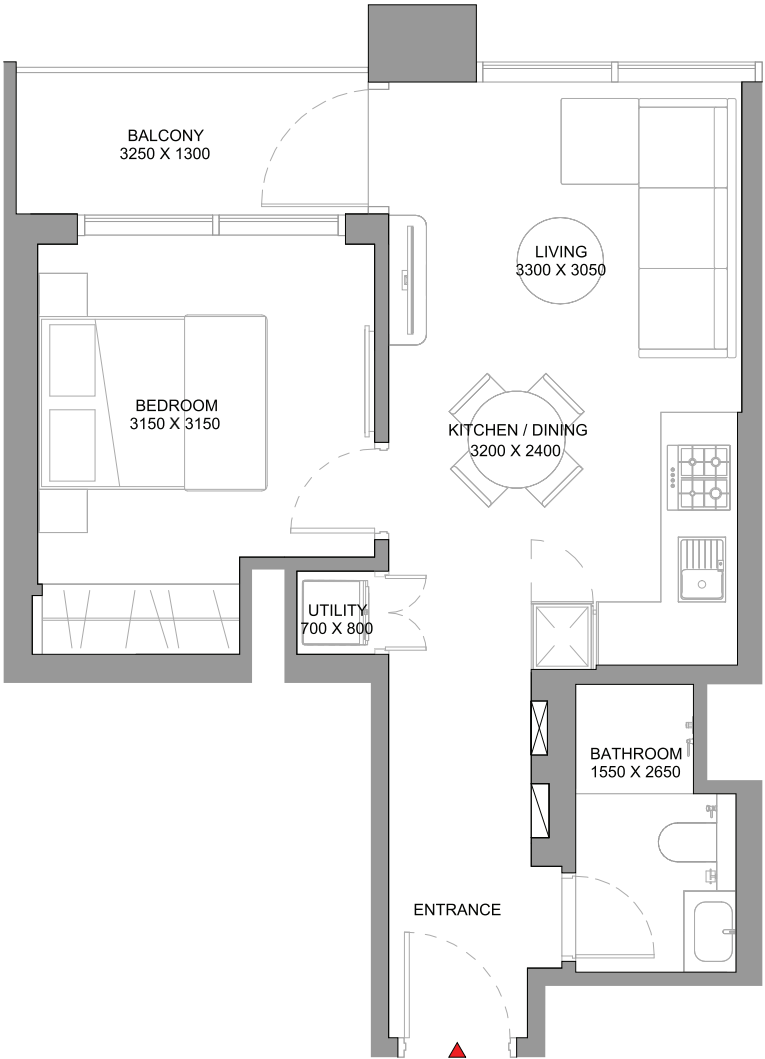 BALCONY
3250 X 1300
LIVING
3300 X 3050
BEDROOM
3150 X 3150
KITCHEN / DINING
3200 X 2400
UTILITY
700 X 800
BATHROOM
1550 X 2650
ENTRANCE